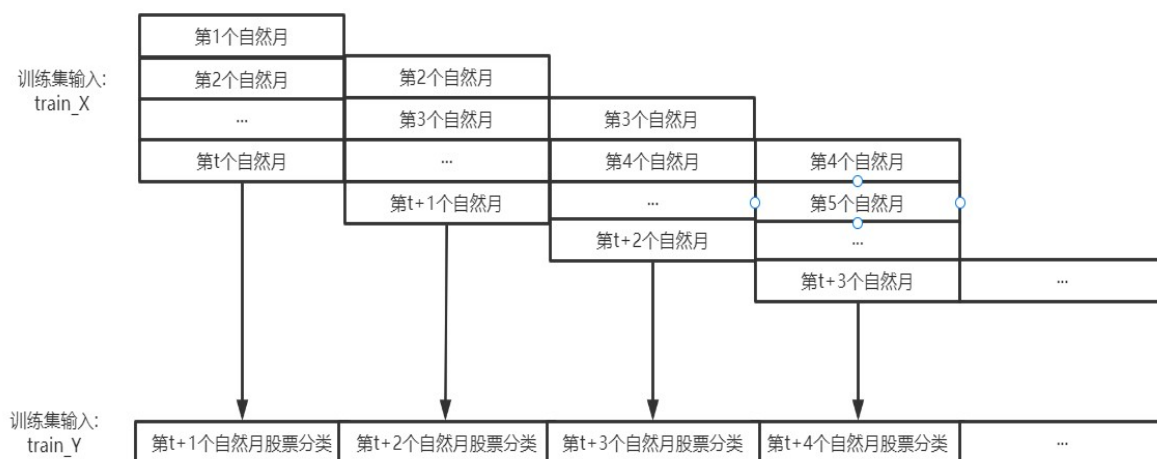 第1个自然月
训练集输入:
train_X
第2个自然月
第2个自然月
...
第3个自然月
第3个自然月
第t个自然月
...
第4个自然月
第4个自然月
第t+1个自然月
...
第5个自然月
第t+2个自然月
...
第t+3个自然月
...
训练集输入:
train_Y
第t+1个自然月股票分类
第t+2个自然月股票分类
第t+3个自然月股票分类
第t+4个自然月股票分类
...